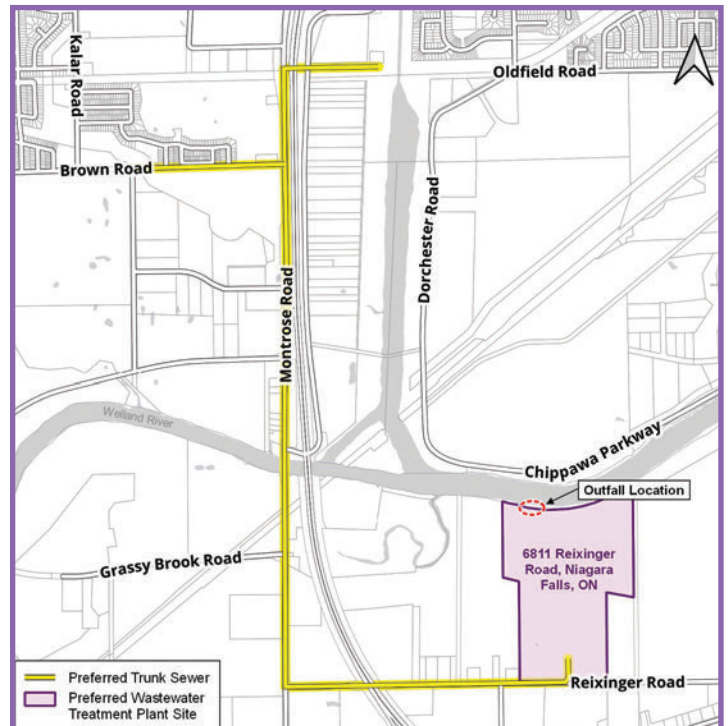 Kalar Road
Oldfield Road
Brown Road
Dorchester Road
Montrose Road
Welland River
Chippawa Parkway
Outfall Location
Grassy Brook Road
6811 Reixinger
Road, Niagara
Falls, ON
Preferred Trunk Sewer
Preferred Wastewater
Treatment Plant Site
Reixinger Road